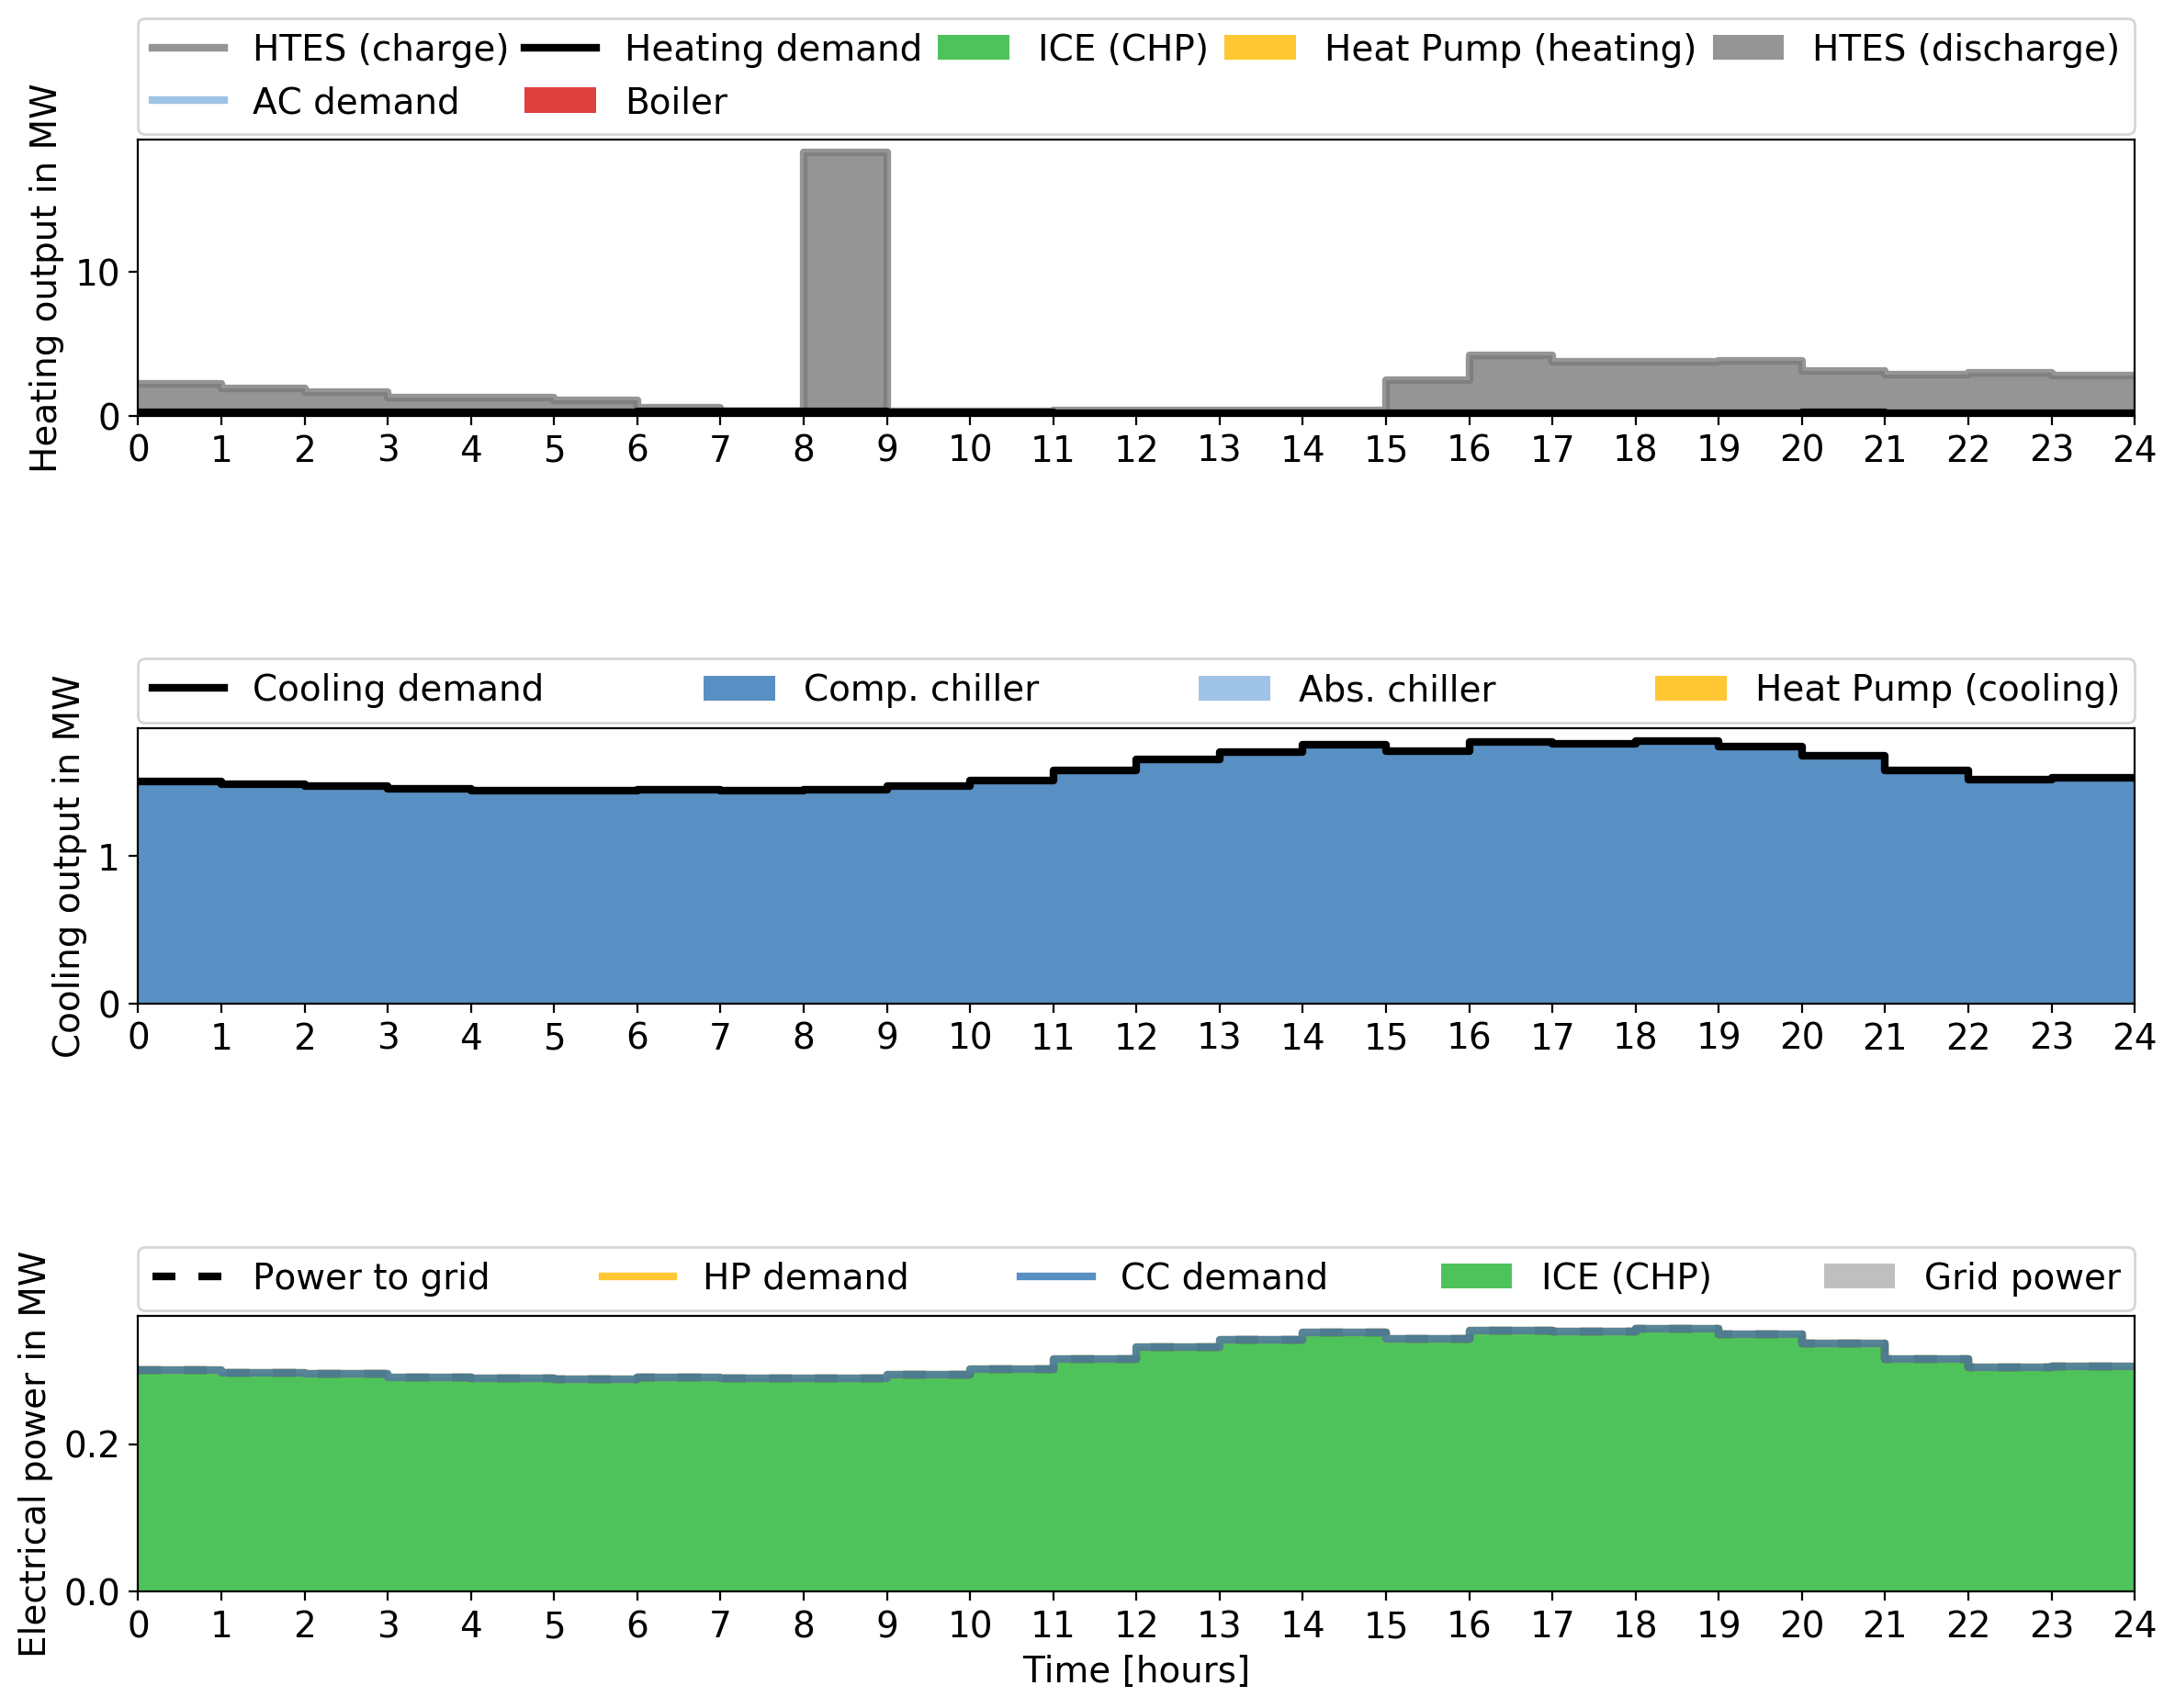 HTES (charge) Heating demand ICE (CHP) Heat Pump (heating) HTES (discharge)
AC demand Boiler
Heating output in MW
10
0
0 1 2 3 4 5 6 7 8 9 10 11 12 13 14 15 16 17 18 19 20 21 22 23 24
Cooling demand Comp. chiller Abs. chiller Heat Pump (cooling)
Cooling output in MW
1
0
0 1 2 3 4 5 6 7 8 9 10 11 12 13 14 15 16 17 18 19 20 21 22 23 24
Power to grid HP demand CC demand ICE (CHP) Grid power
Electrical power in MW
0.2
0.0
0 1 2 3 4 5 6 7 8 9 10 11 12 13 14 15 16 17 18 19 20 21 22 23 24
Time [hours]